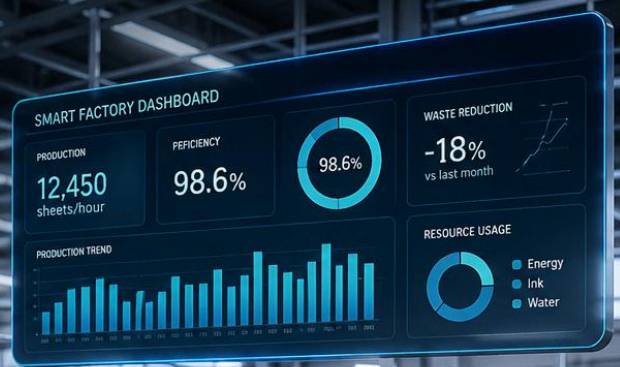 SMART FACTORY DASHBOARD
PRODUCTION
12,450
sheets/hour
PEFICIENCY
98.6%
98.6%
WASTE REDUCTION
-18%
vs last month
PRODUCTION TREND
RESOURCE USAGE
Energy
Ink
Water